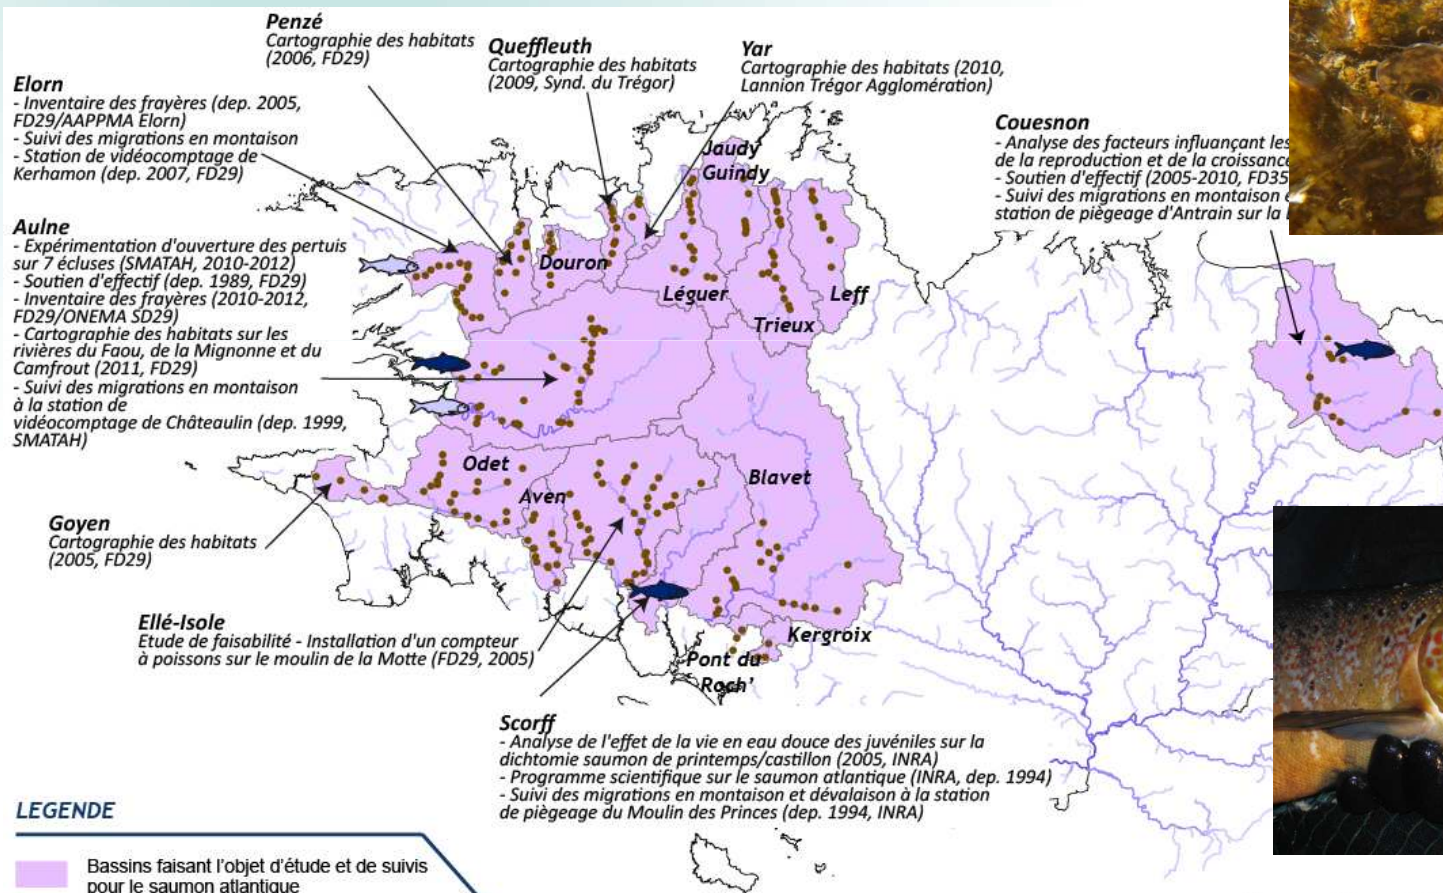 Penzé
Cartographie des habitats
(2006, FD29)
Queffleuth
Cartographie des habitats
(2009, Synd. du Trégor)
Yar
Cartographie des habitats (2010,
Lannion Trégor Agglomération)
Elorn
- Inventaire des frayères (dep. 2005,
FD29/AAPPMA Elorn)
- Suivi des migrations en montaison
- Station de vidéocomptage de
Kerhamon (dep. 2007, FD29)
Couesnon
- Analyse des facteurs influançant les
de la reproduction et de la croissance
- Soutien d'effectif (2005-2010, FD35
- Suivi des migrations en montaison
station de piègeage d'Antrain sur la
Aulne
- Expérimentation d'ouverture des pertuis
sur 7 écluses (SMATAH, 2010-2012)
- Soutien d'effectif (dep. 1989, FD29)
- Inventaire des frayères (2010-2012,
FD29/ONEMA SD29)
- Cartographie des habitats sur les
rivières du Faou, de la Mignonne et du
Camfrout (2011, FD29)
- Suivi des migrations en montaison
à la station de
vidéocomptage de Châteaulin (dep. 1999,
SMATAH)
Jaudy
Guindy
Douron
Léguer
Leff
Trieux
Odet
Aven
Blavet
Goyen
Cartographie des habitats
(2005, FD29)
Ellé-Isole
Etude de faisabilité - Installation d'un compteur
à poissons sur le moulin de la Motte (FD29, 2005)
Kergroix
Pont du
Roch'
Scorff
- Analyse de l'effet de la vie en eau douce des juvéniles sur la
dichtomie saumon de printemps/castillon (2005, INRA)
- Programme scientifique sur le saumon atlantique (INRA, dep. 1994)
- Suivi des migrations en montaison et dévalaison à la station
de piègeage du Moulin des Princes (dep. 1994, INRA)
LEGENDE
Bassins faisant l'objet d'étude et de suivis
pour le saumon atlantique